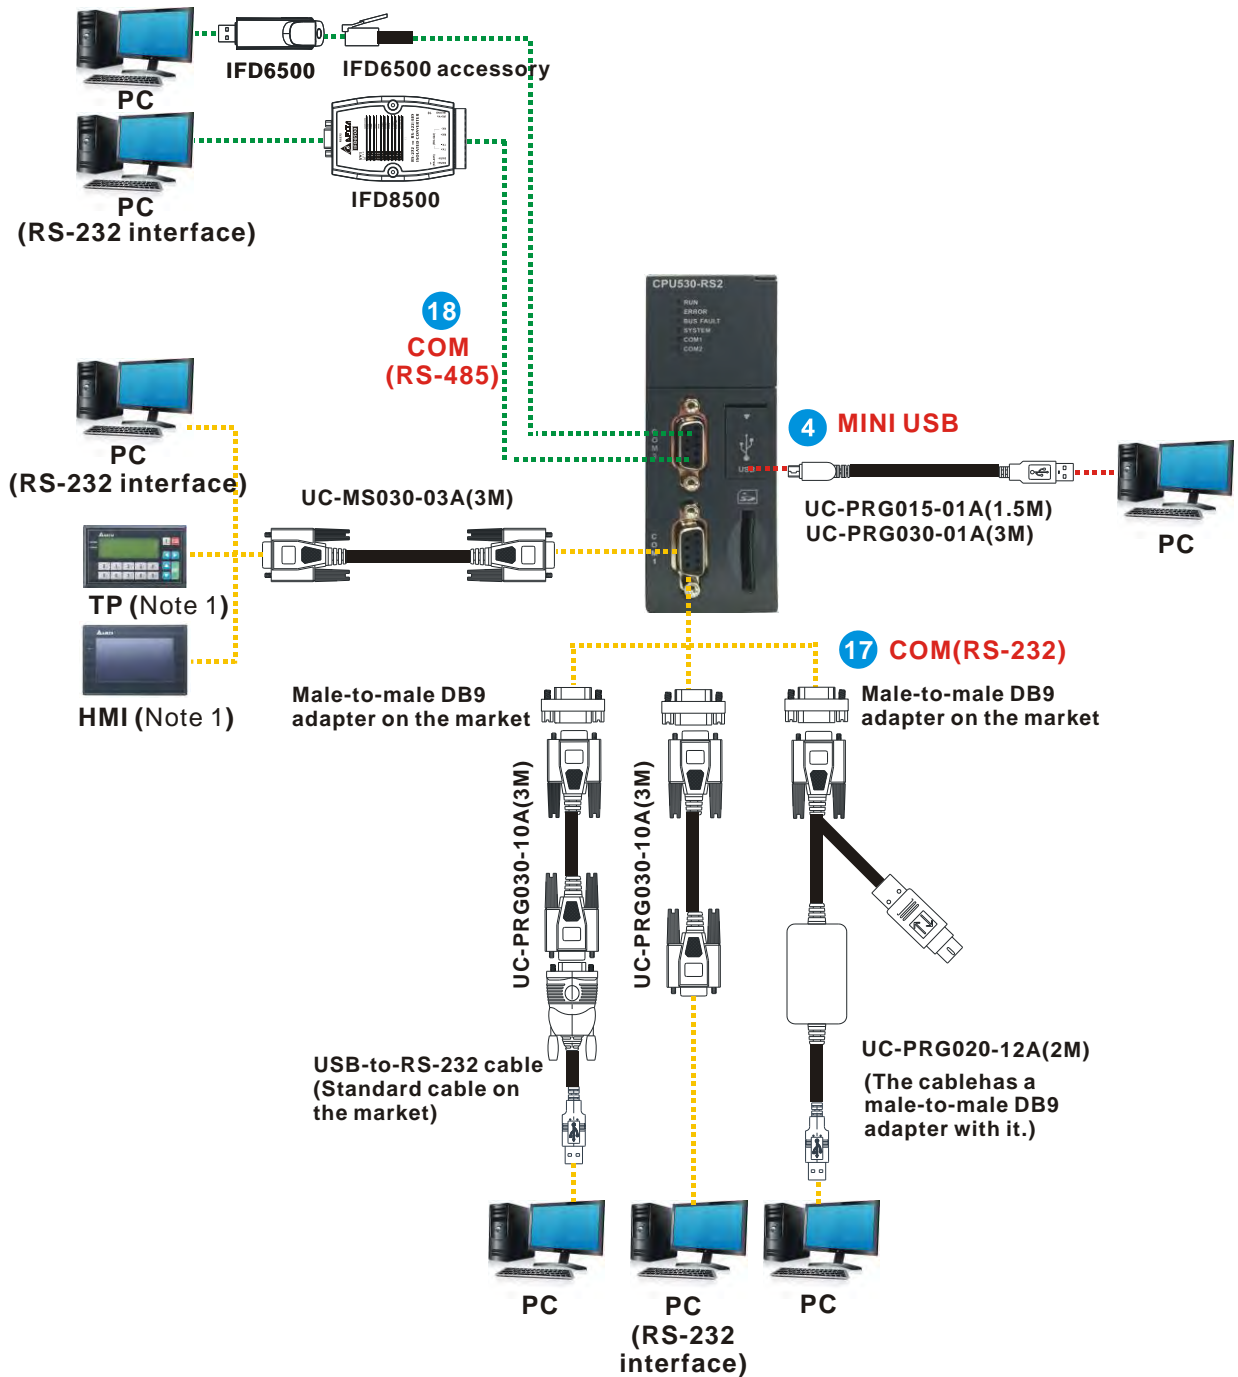 IFD6500
IFD6500 accessory
PC
IFD8500
PC
(RS-232 interface)
CPU530-RS2
RUN
ERROR
BUS FAULT
SYSTEM
COM1
COM2
18
COM
(RS-485)
4
MINI USB
USB
PC
(RS-232 interface)
UC-MS030-03A(3M)
UC-PRG015-01A(1.5M)
UC-PRG030-01A(3M)
PC
COM1
TP (Note 1)
HMI (Note 1)
17
COM(RS-232)
Male-to-male DB9
adapter on the market
Male-to-male DB9
adapter on the market
UC-PRG030-10A(3M)
UC-PRG030-10A(3M)
USB-to-RS-232 cable
(Standard cable on
the market)
UC-PRG020-12A(2M)
(The cablehas a
male-to-male DB9
adapter with it.)
PC
PC
(RS-232
interface)
PC